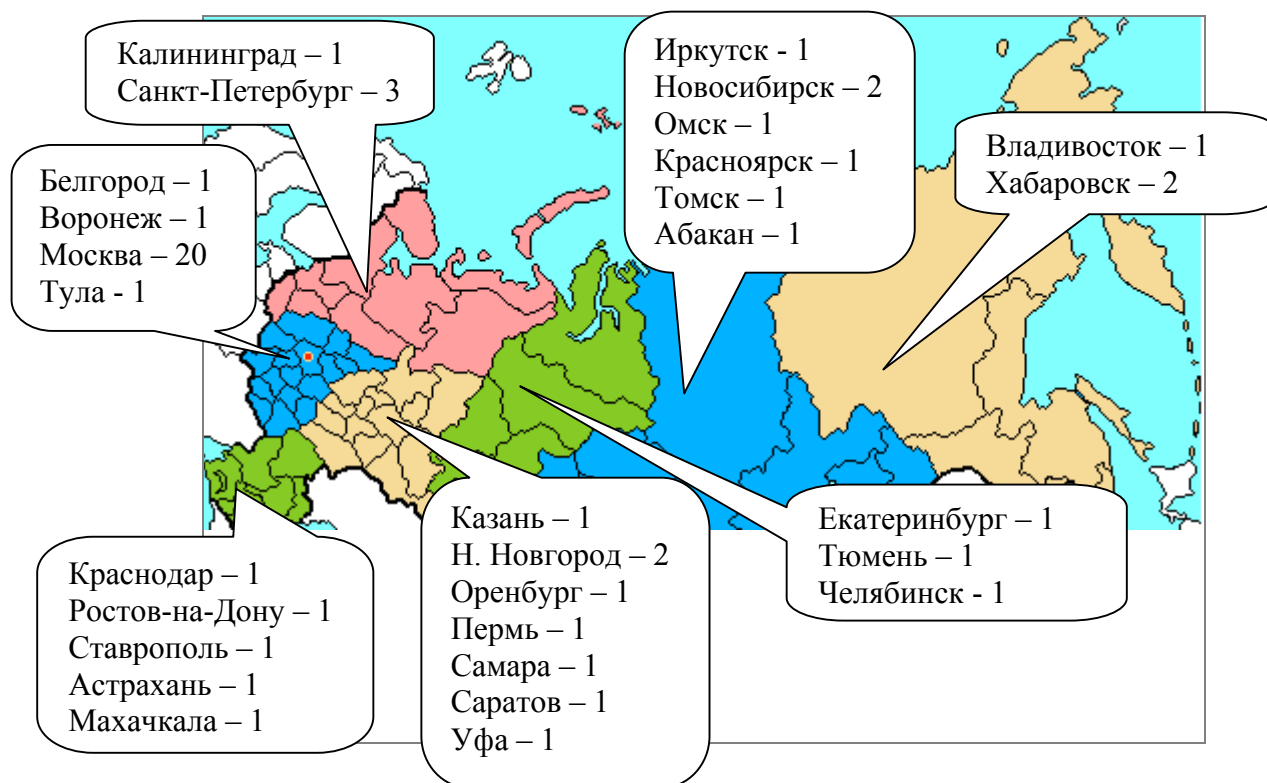 Калининград – 1
Санкт-Петербург – 3
Иркутск - 1
Новосибирск – 2
Омск – 1
Красноярск – 1
Томск – 1
Абакан – 1
Владивосток – 1
Хабаровск – 2
Белгород – 1
Воронеж – 1
Москва – 20
Тула - 1
Краснодар – 1
Ростов-на-Дону – 1
Ставрополь – 1
Астрахань – 1
Махачкала – 1
Казань – 1
Н. Новгород – 2
Оренбург – 1
Пермь – 1
Самара – 1
Саратов – 1
Уфа – 1
Екатеринбург – 1
Тюмень – 1
Челябинск - 1